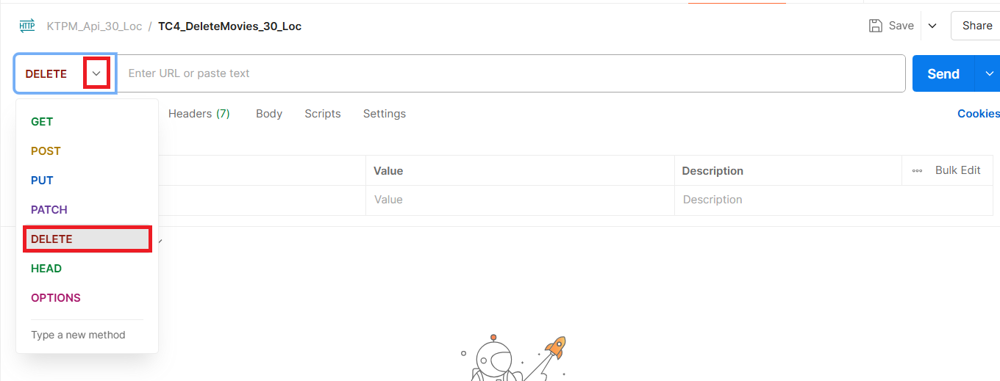 HTTP KTPM_Api_30_Loc / TC4_DeleteMovies_30_Loc Save Share
DELETE Enter URL or paste text Send
Headers (7) Body Scripts Settings Cookies
GET
POST
PUT
PATCH
DELETE
HEAD
OPTIONS
Type a new method
Value Description Bulk Edit
Value Description